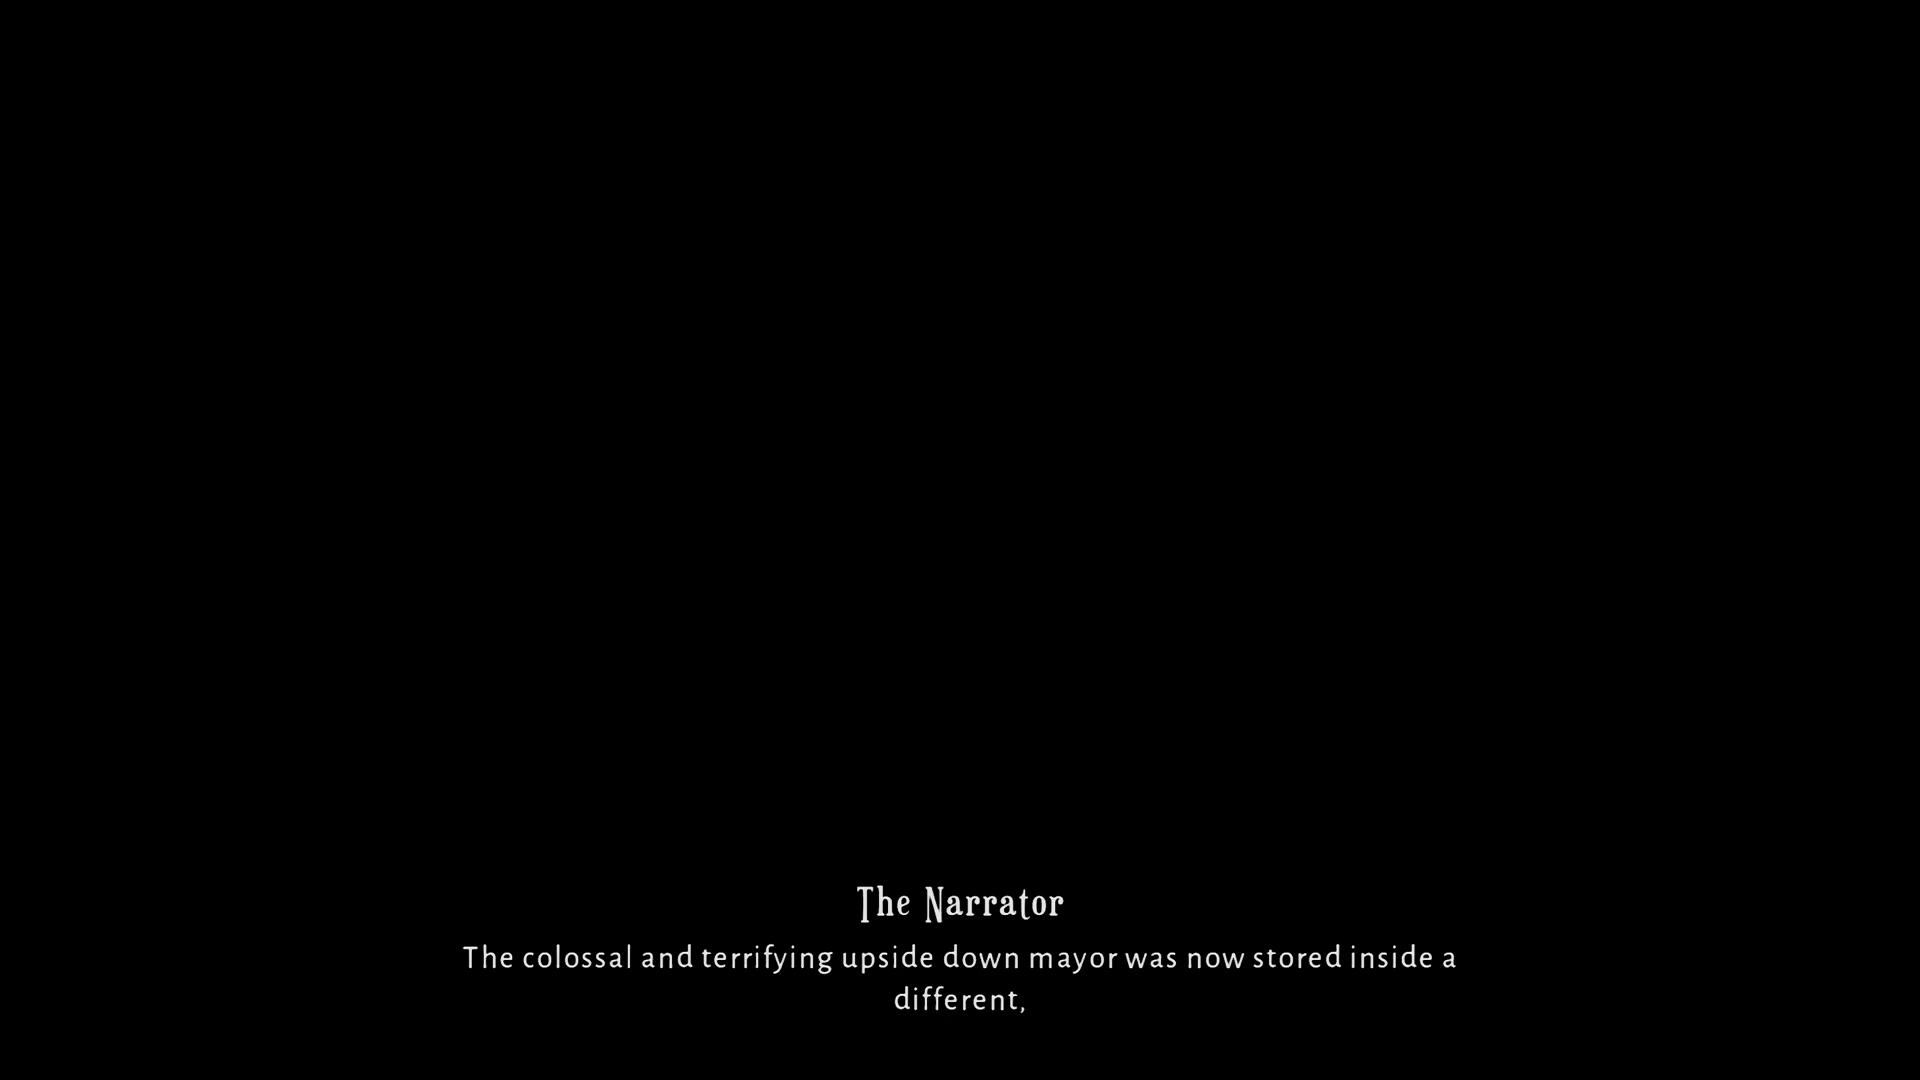 The Narrator
The colossal and terrifying upside down mayor was now stored inside a
different,